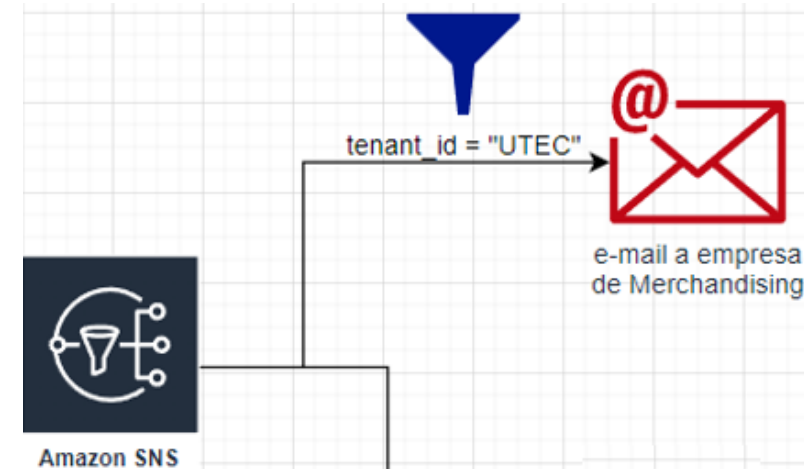 tenant_id = "UTEC"
@
e-mail a empresa
de Merchandising
Amazon SNS